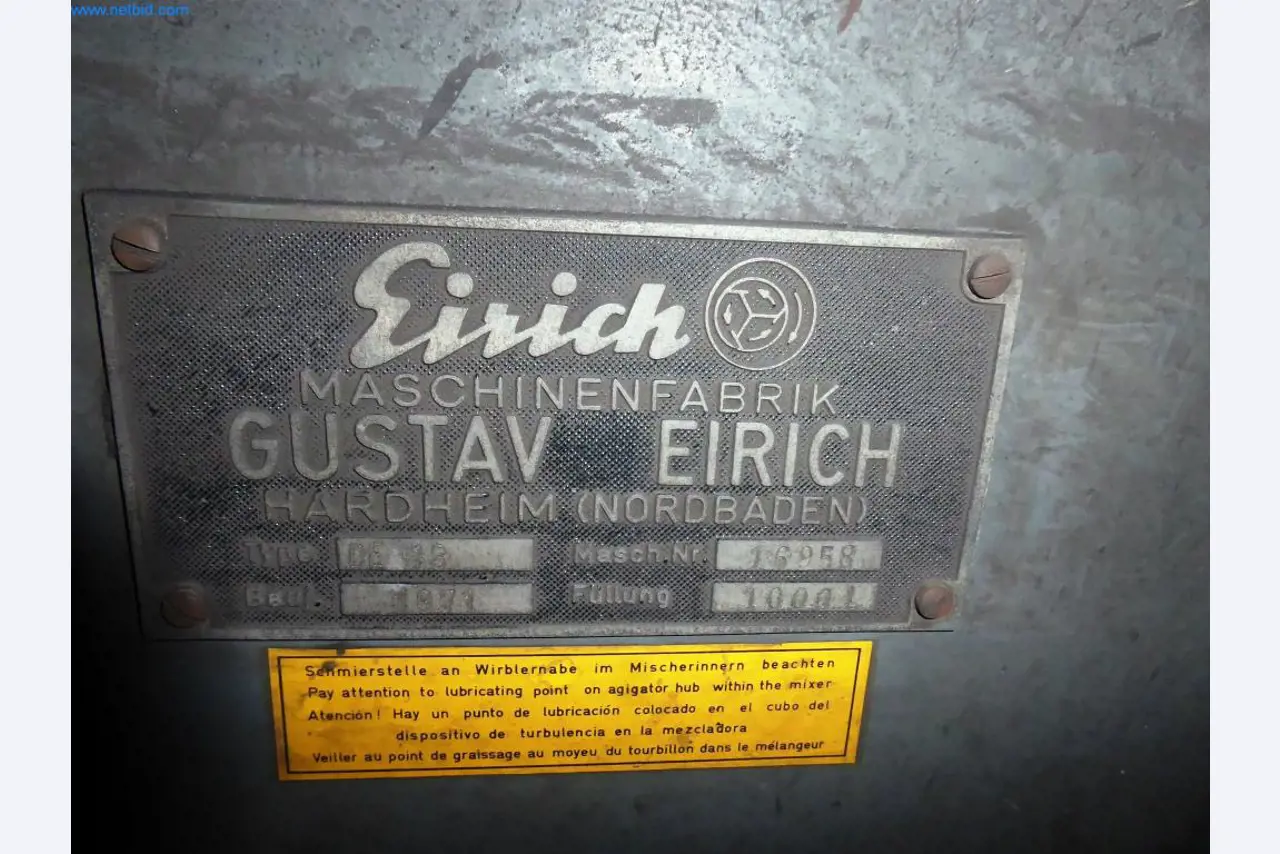 www.netbid.com
Eirich
MASCHINENFABRIK
GUSTAV EIRICH
HARDHEIM (NORDBADEN)
Type Masch.Nr. 16958
Bauj. 1971 Füllung 1000 l
Schmierstelle an Wirblernabe im Mischerinnern beachten
Pay attention to lubricating point on agigator hub within the mixer
Atención! Hay un punto de lubricación colocado en el cubo del
dispositivo de turbulencia en la mezcladora
Veiller au point de graissage au moyeu du tourbillon dans le mélangeur